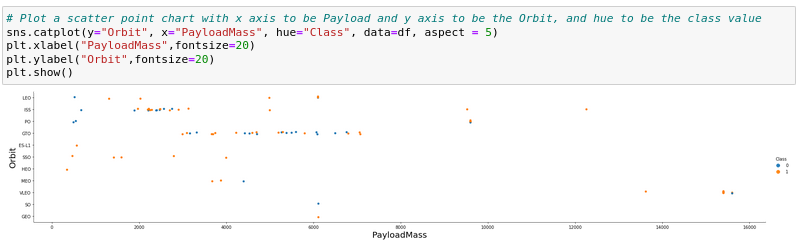 # Plot a scatter point chart with x axis to be Payload and y axis to be the Orbit, and hue to be the class value
sns.catplot(y="Orbit", x="PayloadMass", hue="Class", data=df, aspect = 5)
plt.xlabel("PayloadMass",fontsize=20)
plt.ylabel("Orbit",fontsize=20)
plt.show()
LEO
ISS
PO
GTO
ES-L1
SSO
HEO
MEO
VLEO
SO
GEO
Orbit
0 2000 4000 6000 8000 10000 12000 14000 16000
PayloadMass
Class
0
1